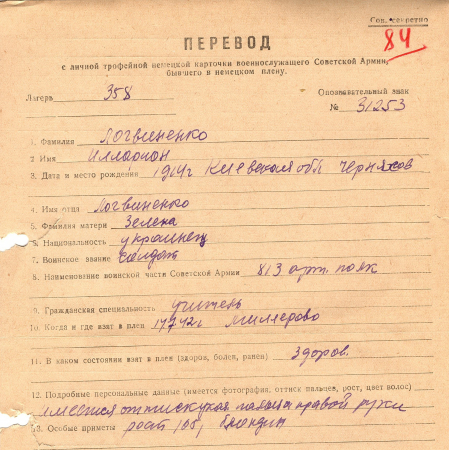 Сов. секретно
84
ПЕРЕВОД
с личной трофейной немецкой карточки военнослужащего Советской Армии,
бывшего в немецком плену.
Лагерь 358 Опознавательный знак
№ 31253
1. Фамилия Логвиненко
2 Имя Илларион
3. Дата и место рождения 1914г Киевская обл Черняхов
4. Имя отца Логвиненко
5. Фамилия матери Зелена
6. Национальность украинец
7. Воинское звание солдат
8. Наименование воинской части Советской Армии 813 арт. полк
9. Гражданская специальность учитель
10. Когда и где взят в плен 17.7.42г Миллерово
11. В каком состоянии взят в плен (здоров, болен, ранен) Здоров.
12. Подробные персональные данные (имеется фотография, оттиск пальцев, рост, цвет волос)
имеется оттиск указ пальца правой руки
13. Особые приметы рост блондин